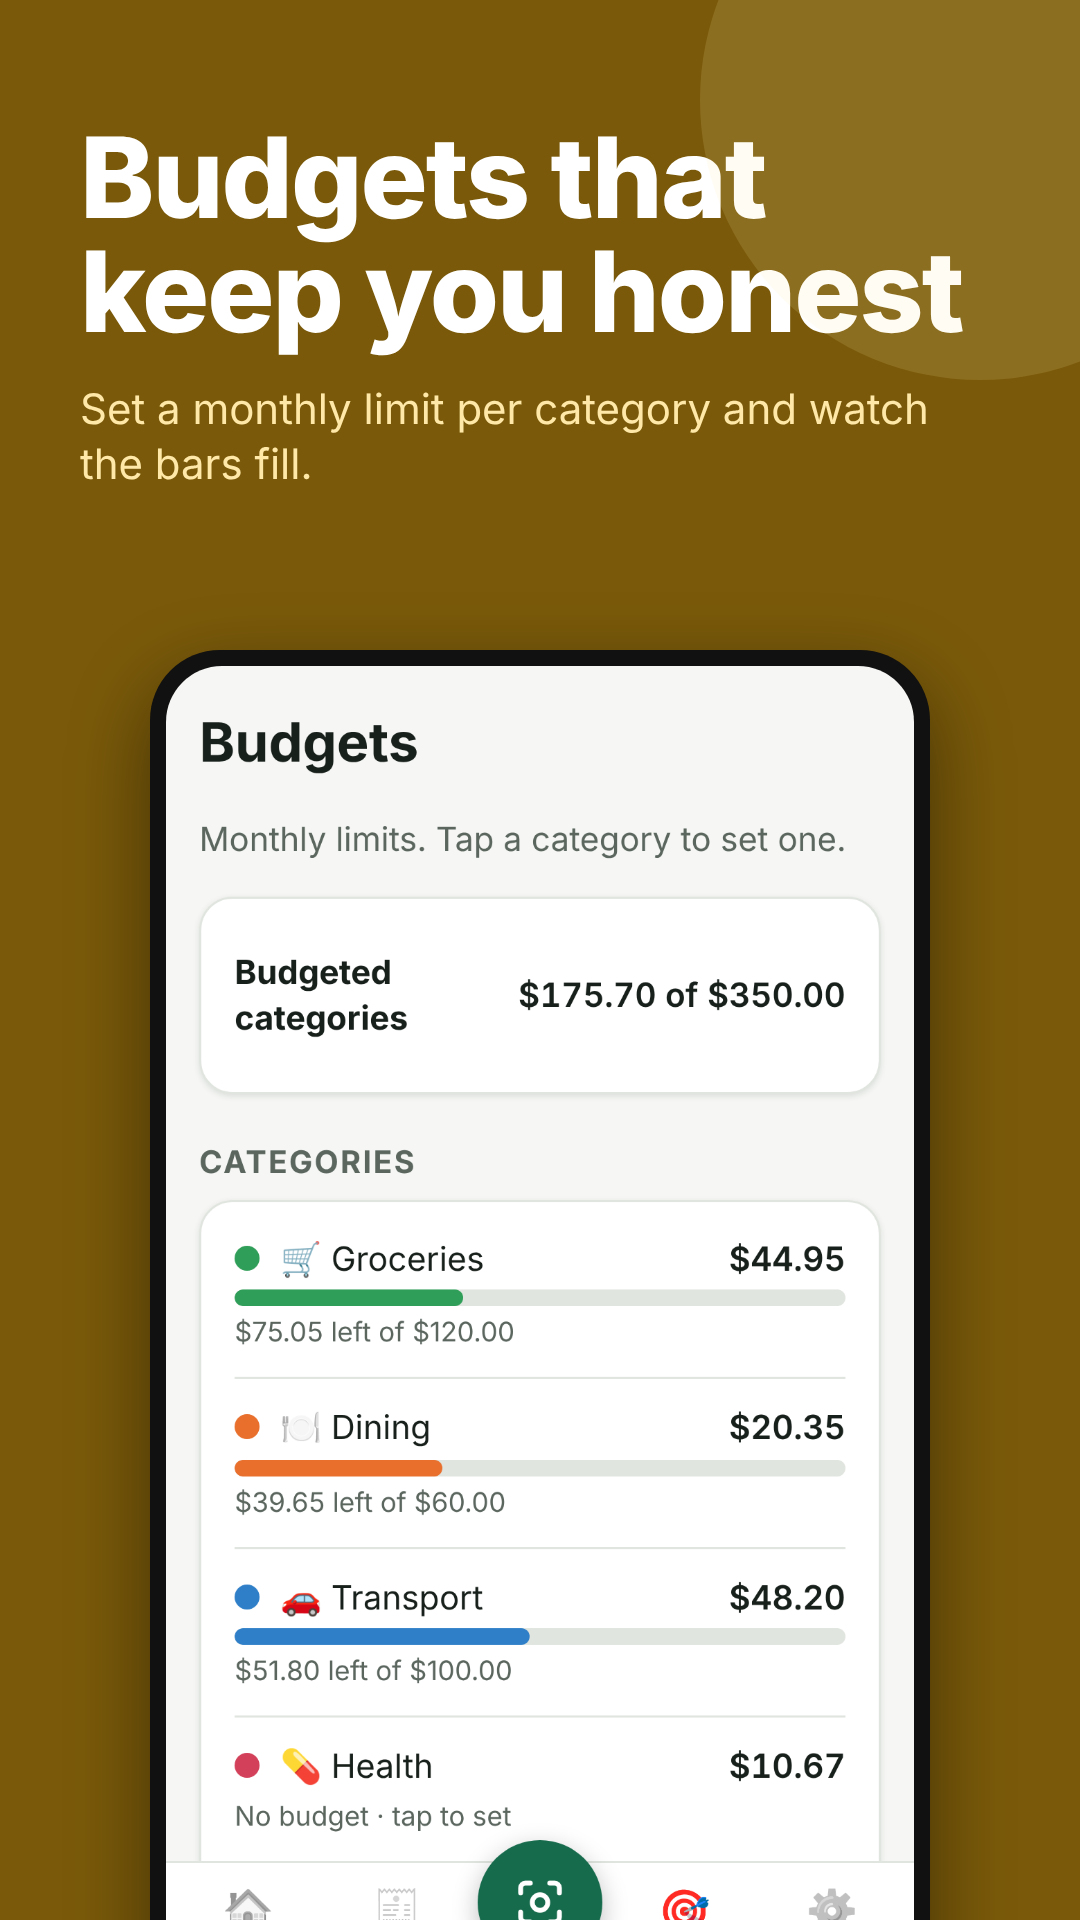 Budgets that
keep you honest
Set a monthly limit per category and watch
the bars fill.
Budgets
Monthly limits. Tap a category to set one.
Budgeted
categories
$175.70 of $350.00
CATEGORIES
Groceries
$44.95
$75.05 left of $120.00
Dining
$20.35
$39.65 left of $60.00
Transport
$48.20
$51.80 left of $100.00
Health
$10.67
No budget · tap to set